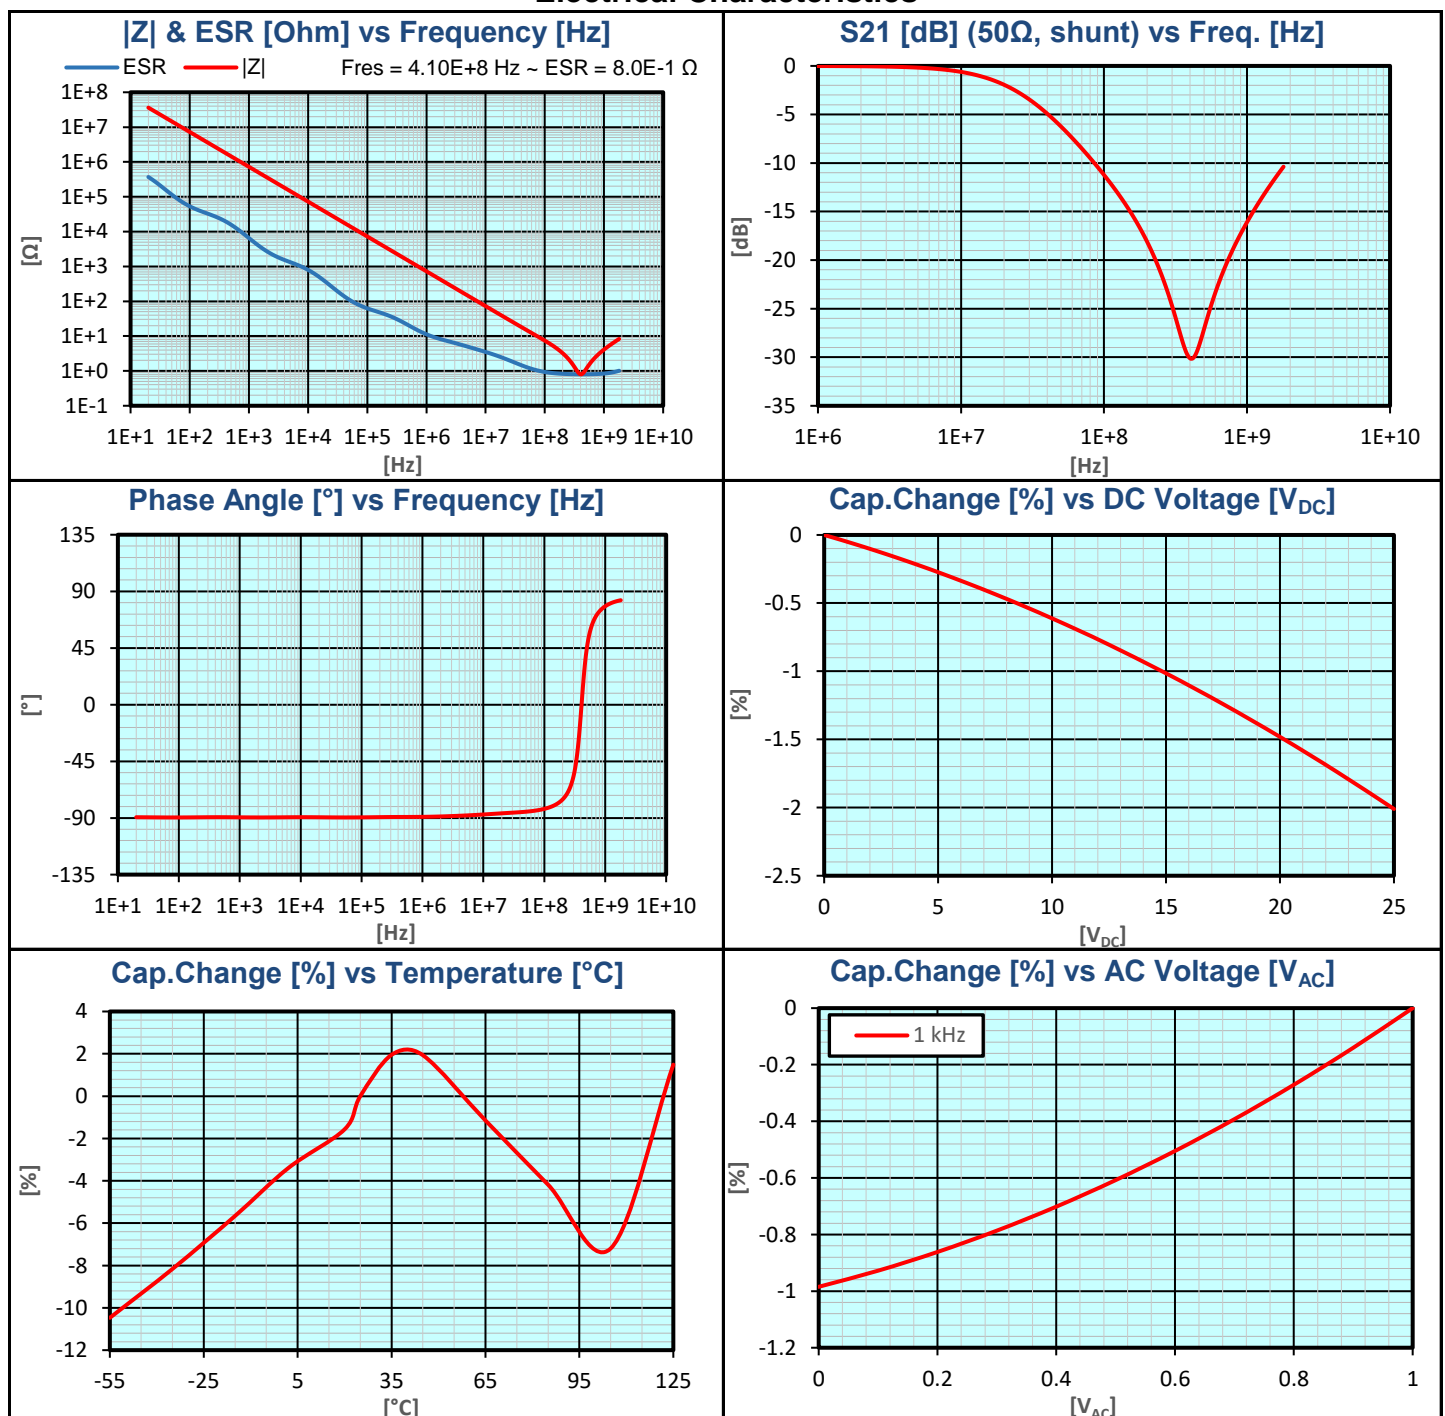 Electrical Characteristics
|Z| & ESR [Ohm] vs Frequency [Hz]
ESR |Z| Fres = 4.10E+8 Hz ~ ESR = 8.0E-1 Ω
1E+8
1E+7
1E+6
1E+5
1E+4
1E+3
1E+2
1E+1
1E+0
1E-1
[Ω]
1E+1 1E+2 1E+3 1E+4 1E+5 1E+6 1E+7 1E+8 1E+9 1E+10
[Hz]
S21 [dB] (50Ω, shunt) vs Freq. [Hz]
0
-5
-10
-15
-20
-25
-30
-35
[dB]
1E+6 1E+7 1E+8 1E+9 1E+10
[Hz]
Phase Angle [°] vs Frequency [Hz]
135
90
45
0
-45
-90
-135
[°]
1E+1 1E+2 1E+3 1E+4 1E+5 1E+6 1E+7 1E+8 1E+9 1E+10
[Hz]
Cap.Change [%] vs DC Voltage [VDC]
0
-0.5
-1
-1.5
-2
-2.5
[%]
0 5 10 15 20 25
[VDC]
Cap.Change [%] vs Temperature [°C]
4
2
0
-2
-4
-6
-8
-10
-12
[%]
-55 -25 5 35 65 95 125
[°C]
Cap.Change [%] vs AC Voltage [VAC]
1 kHz
0
-0.2
-0.4
-0.6
-0.8
-1
-1.2
[%]
0 0.2 0.4 0.6 0.8 1
[VAC]